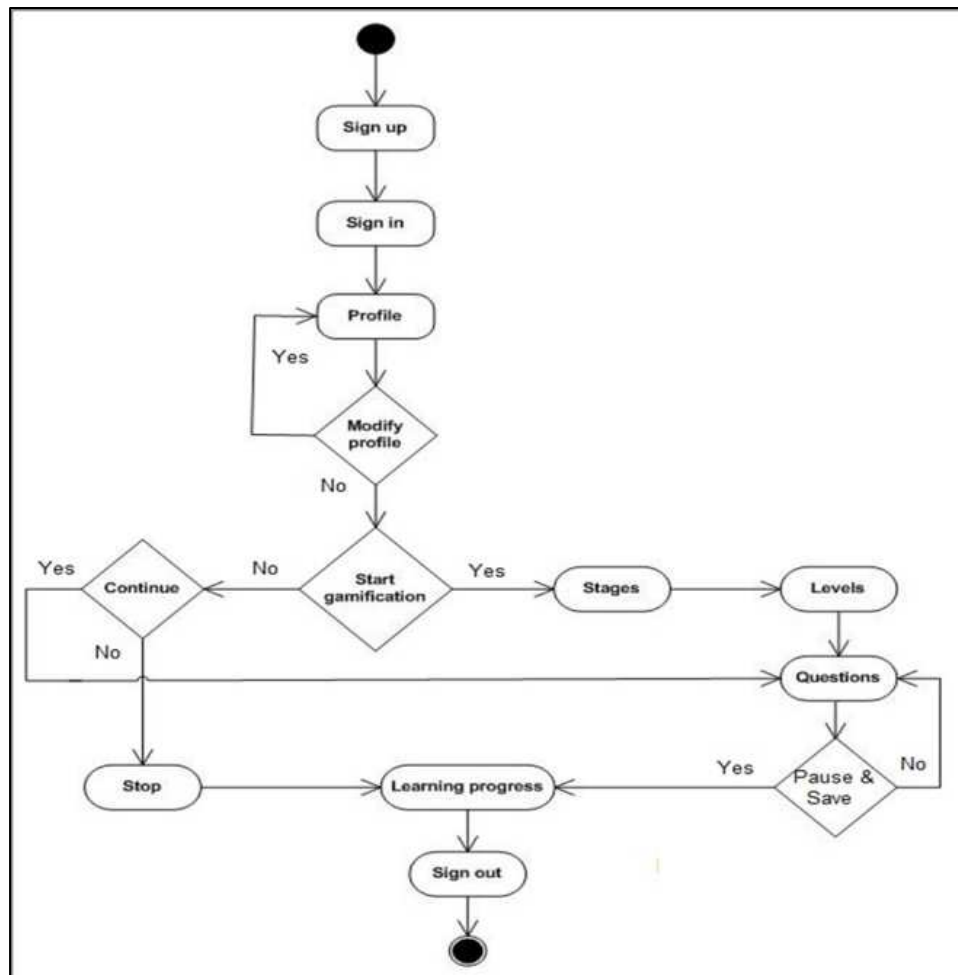 Sign up
Sign in
Profile
Yes
Modify
profile
No
Yes
Continue
No
Start
gamification
Yes
Stages
Levels
No
Questions
Stop
Learning progress
Yes
Pause &
Save
No
Sign out